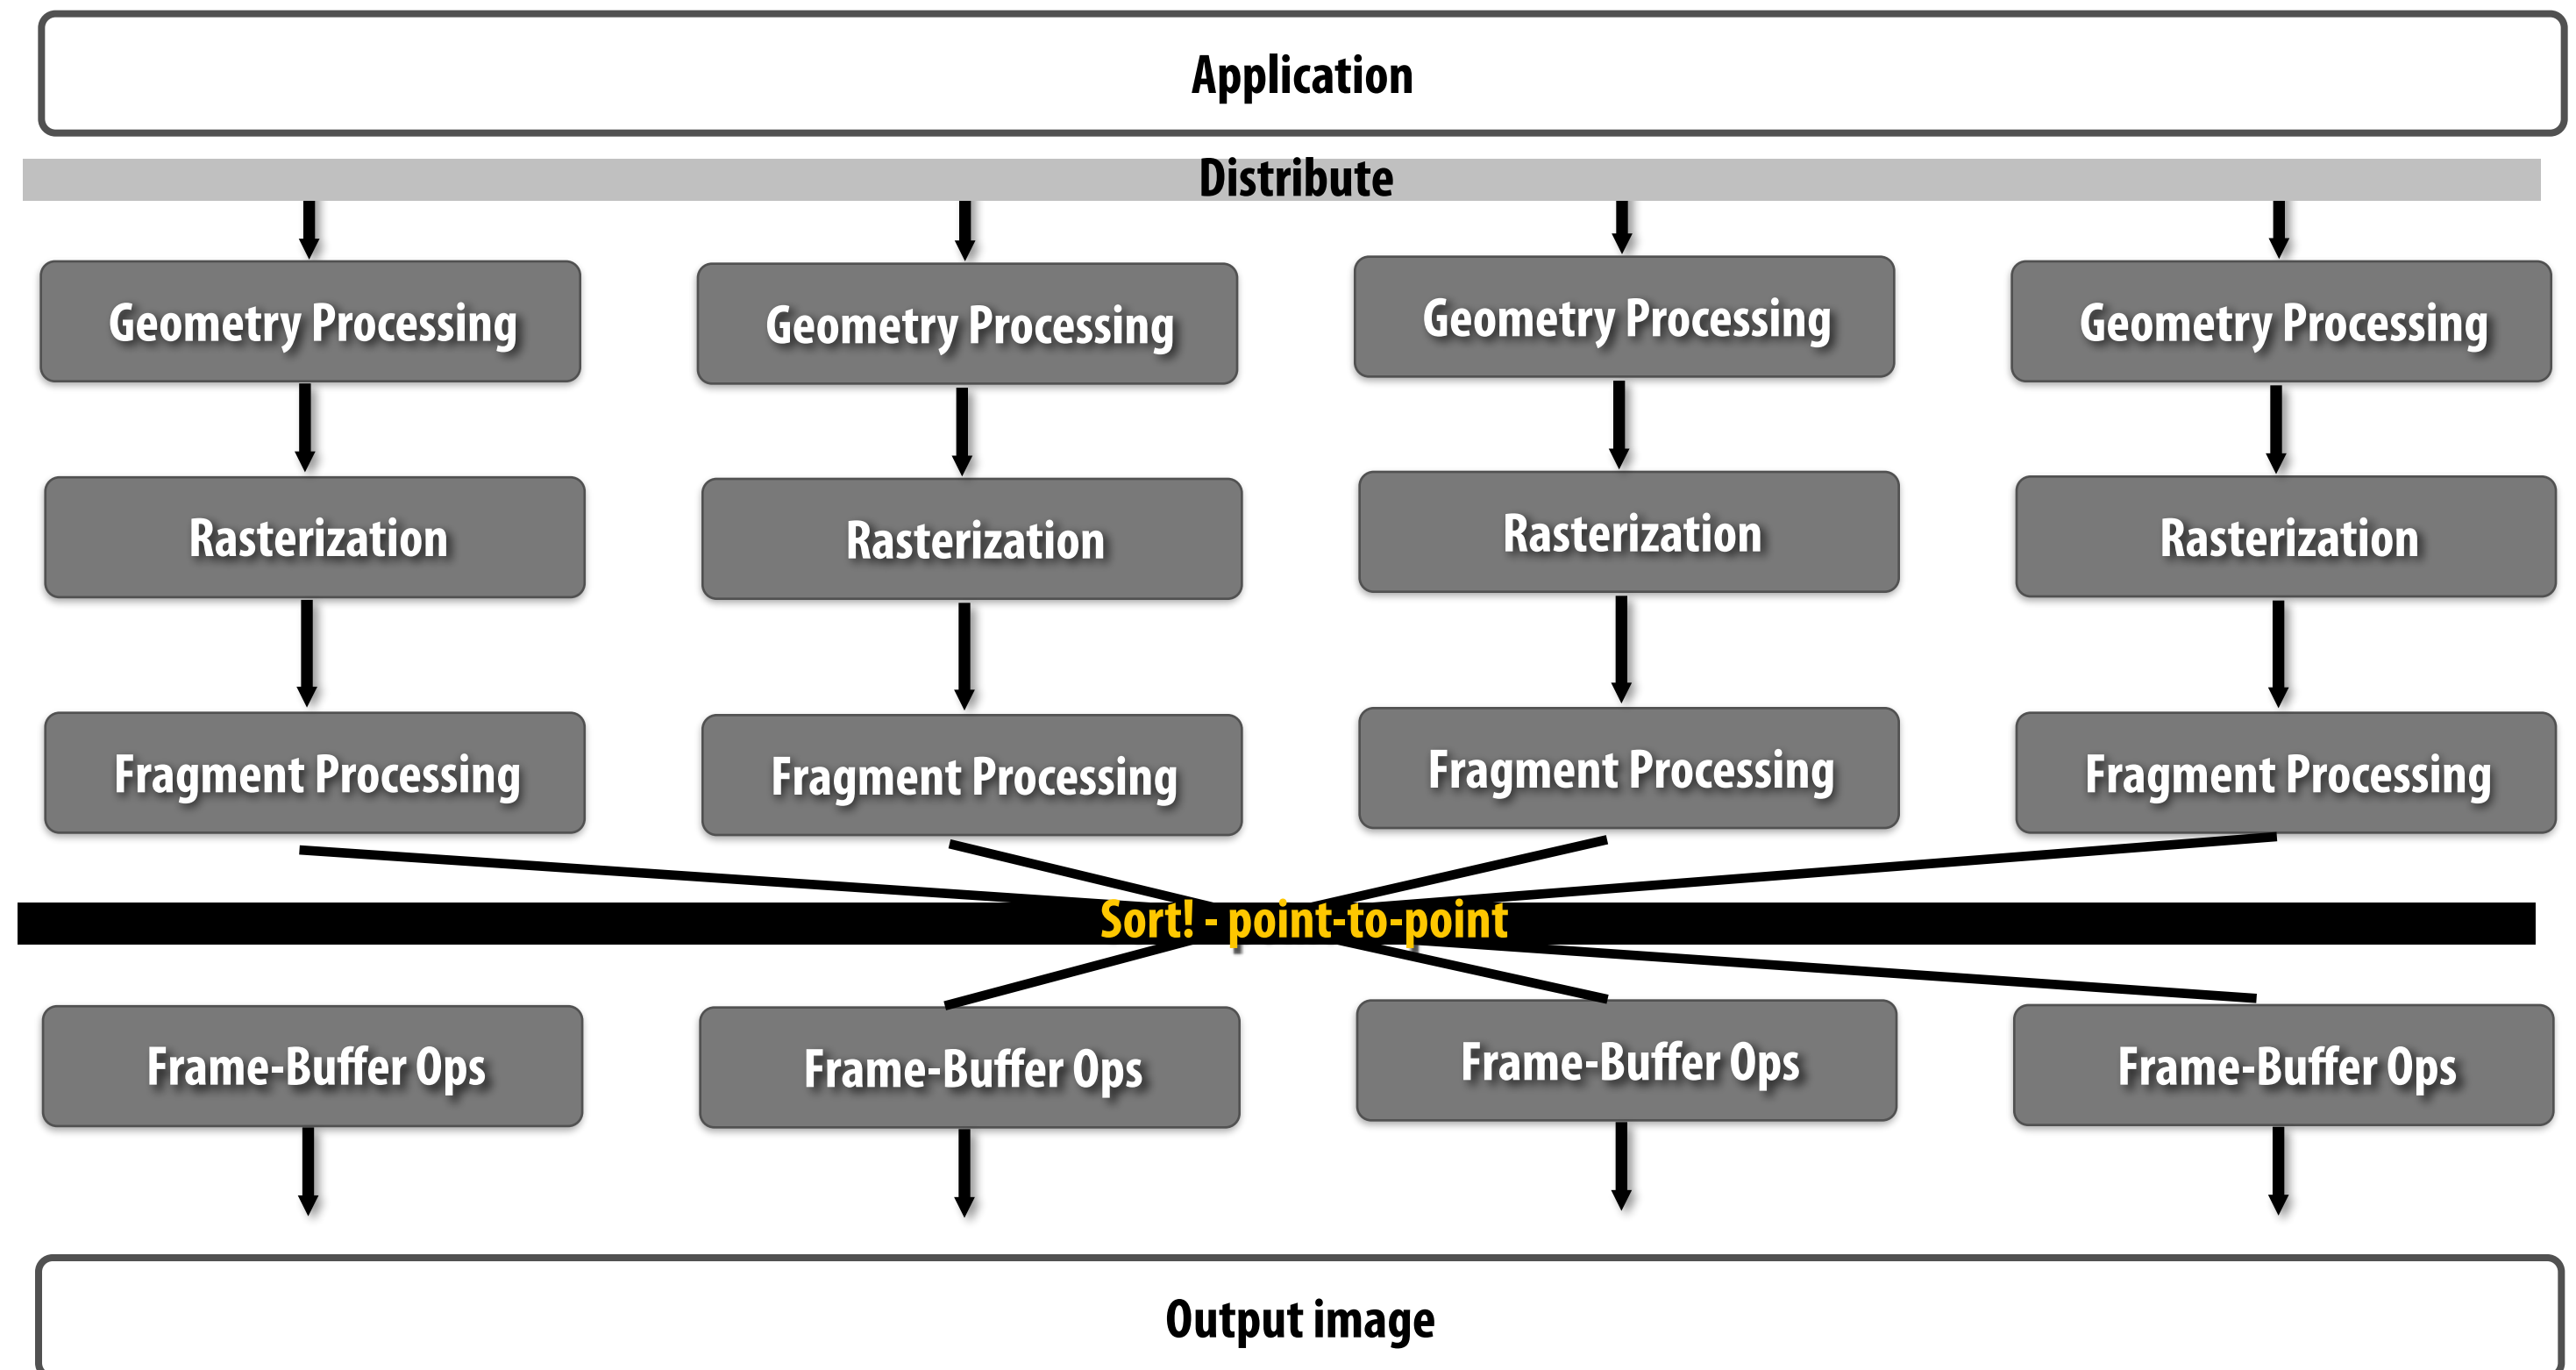 Application
Distribute
Geometry Processing
Geometry Processing
Geometry Processing
Geometry Processing
Rasterization
Rasterization
Rasterization
Rasterization
Fragment Processing
Fragment Processing
Fragment Processing
Fragment Processing
Sort! - point-to-point
Frame-Buffer Ops
Frame-Buffer Ops
Frame-Buffer Ops
Frame-Buffer Ops
Output image